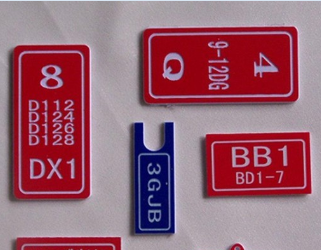 8
D112
D124
D126
D128
DX1
4
9-12DG
Q
3GJB
BB1
BD1-7